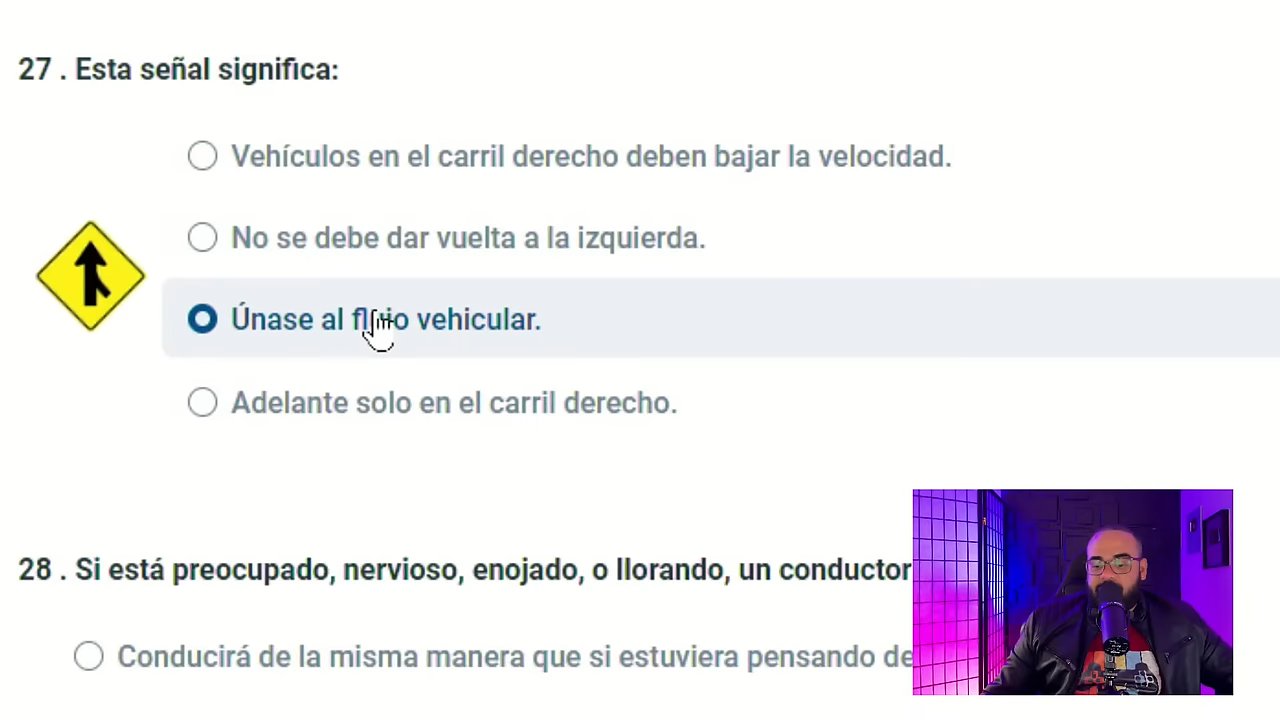 27 . Esta señal significa:
Vehículos en el carril derecho deben bajar la velocidad.
No se debe dar vuelta a la izquierda.
Únase al flujo vehicular.
Adelante solo en el carril derecho.
28 . Si está preocupado, nervioso, enojado, o llorando, un conductor
Conducirá de la misma manera que si estuviera pensando de